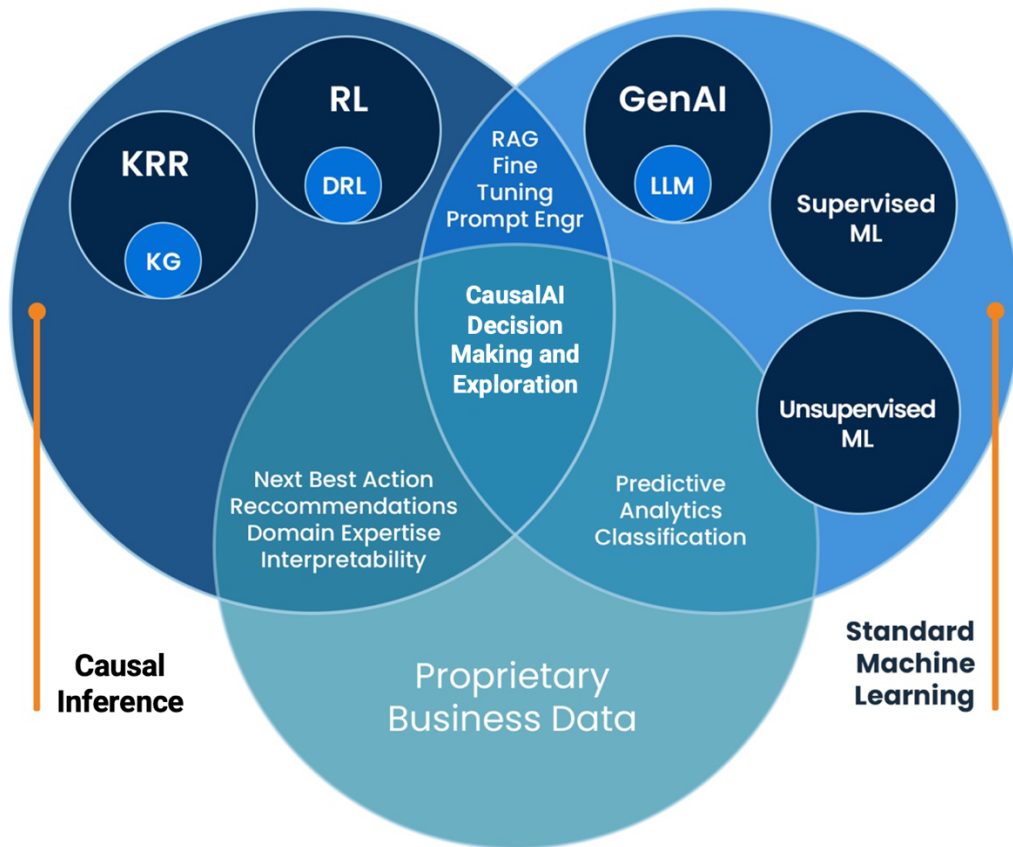 KRR
KG
RL
DRL
RAG
Fine
Tuning
Prompt Engr
GenAI
LLM
Supervised
ML
Unsupervised
ML
CausalAI
Decision
Making and
Exploration
Next Best Action
Reccommendations
Domain Expertise
Interpretability
Predictive
Analytics
Classification
Causal
Inference
Proprietary
Business Data
Standard
Machine
Learning